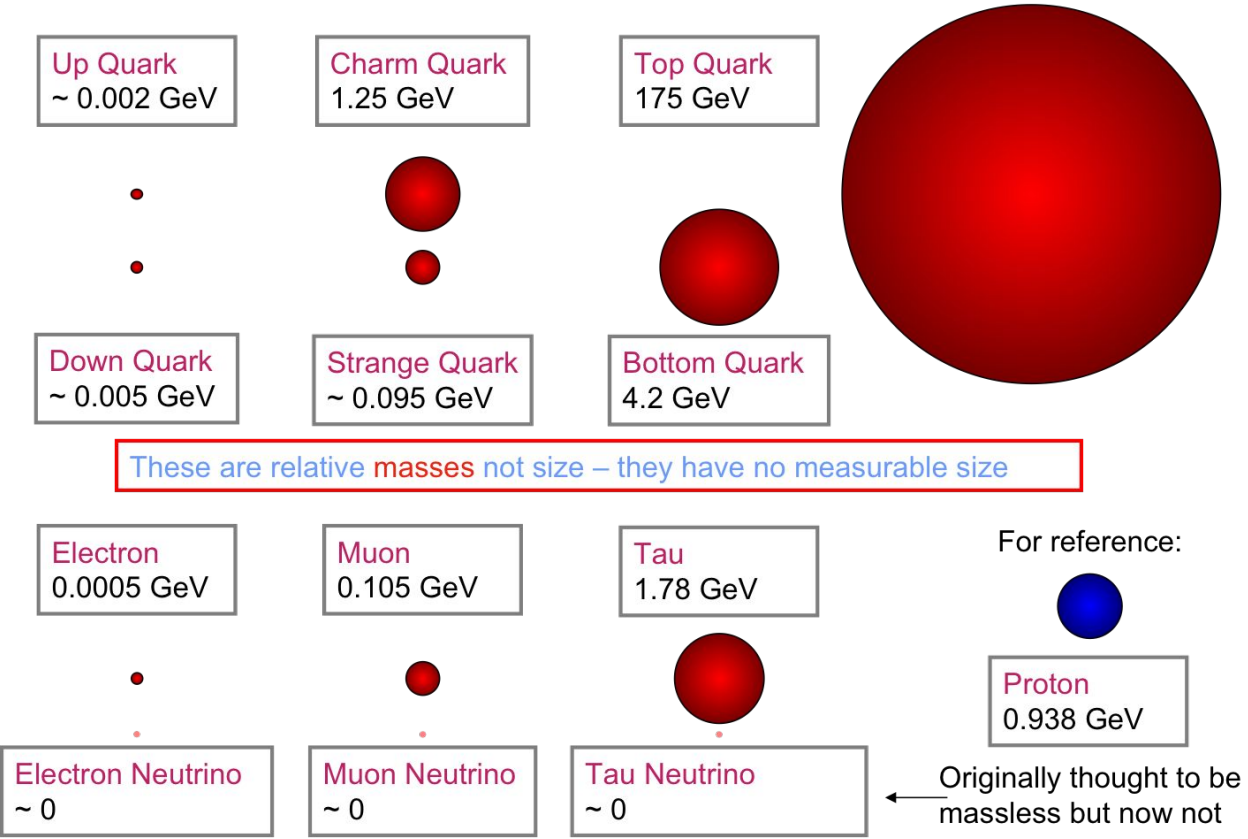 Up Quark
~ 0.002 GeV
Charm Quark
1.25 GeV
Top Quark
175 GeV
Down Quark
~ 0.005 GeV
Strange Quark
~ 0.095 GeV
Bottom Quark
4.2 GeV
These are relative masses not size – they have no measurable size
Electron
0.0005 GeV
Muon
0.105 GeV
Tau
1.78 GeV
For reference:
Proton
0.938 GeV
Electron Neutrino
~ 0
Muon Neutrino
~ 0
Tau Neutrino
~ 0
Originally thought to be
massless but now not